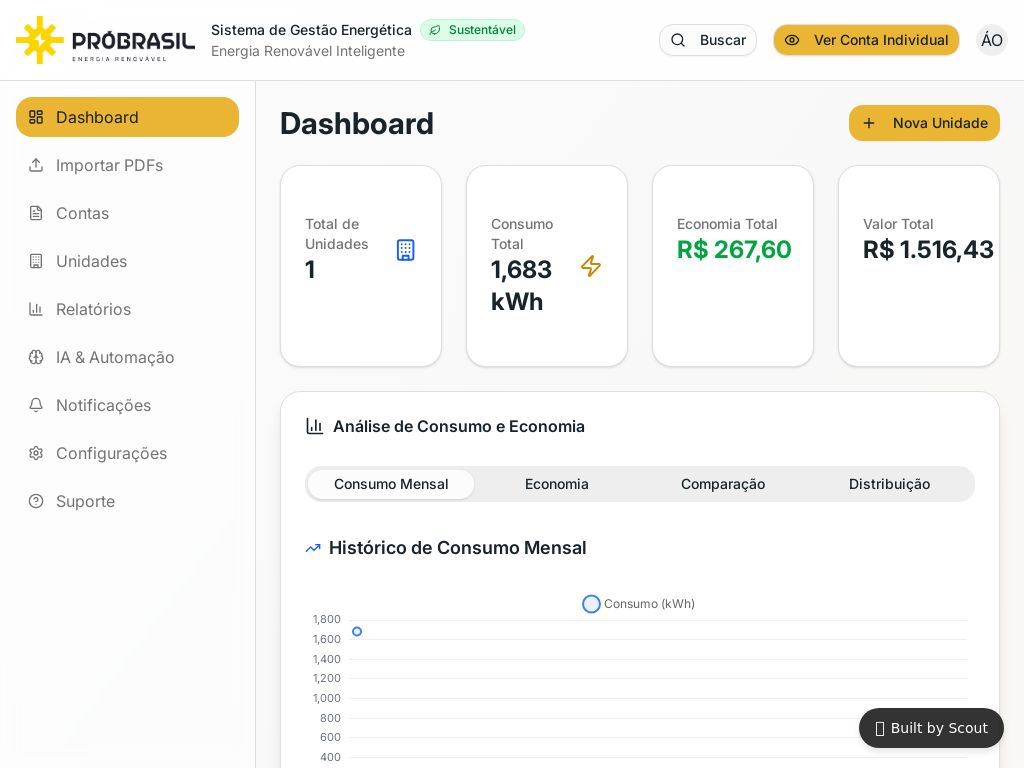 PRÓBRASIL
ENERGIA RENOVÁVEL
Sistema de Gestão Energética
Sustentável
Energia Renovável Inteligente
Buscar
Ver Conta Individual
ÁO
Dashboard
Importar PDFs
Contas
Unidades
Relatórios
IA & Automação
Notificações
Configurações
Suporte
Dashboard
Nova Unidade
Total de
Unidades
1
Consumo
Total
1,683
kWh
Economia Total
R$ 267,60
Valor Total
R$ 1.516,43
Análise de Consumo e Economia
Consumo Mensal
Economia
Comparação
Distribuição
Histórico de Consumo Mensal
Consumo (kWh)
1,800
1,600
1,400
1,200
1,000
800
600
400
Built by Scout